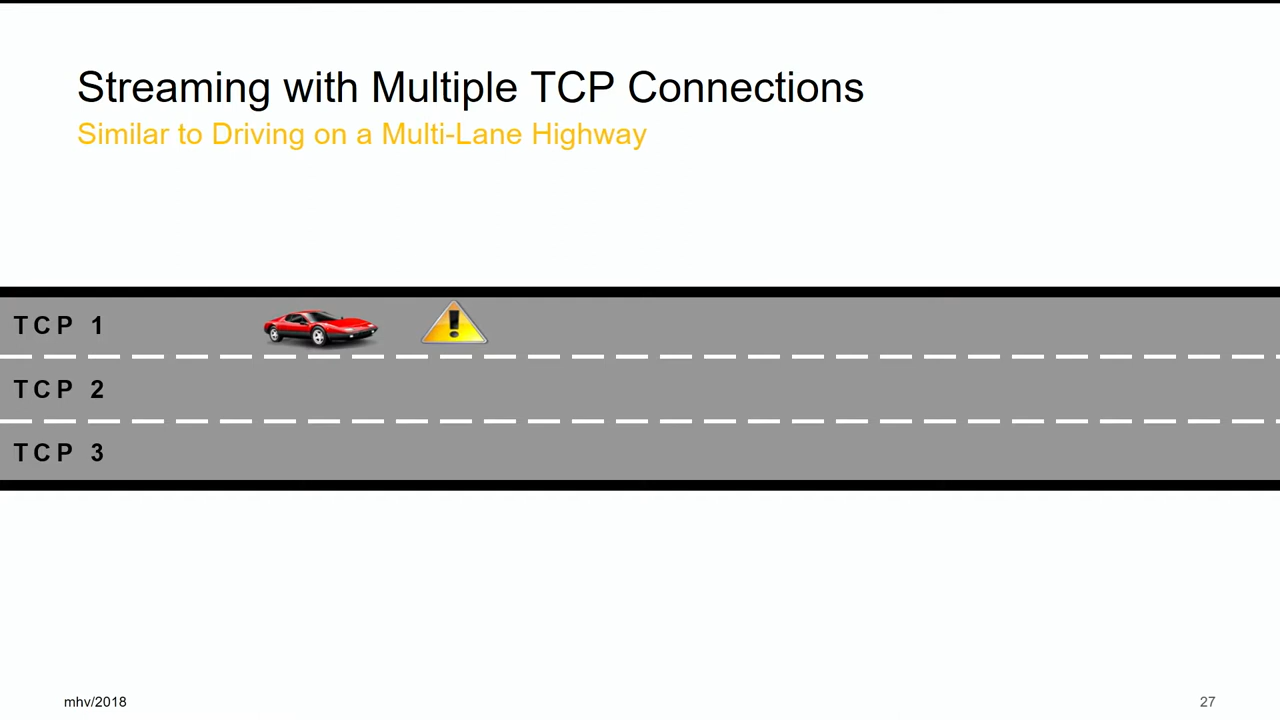 Streaming with Multiple TCP Connections
Similar to Driving on a Multi-Lane Highway
TCP 1
TCP 2
TCP 3
mhv/2018
27